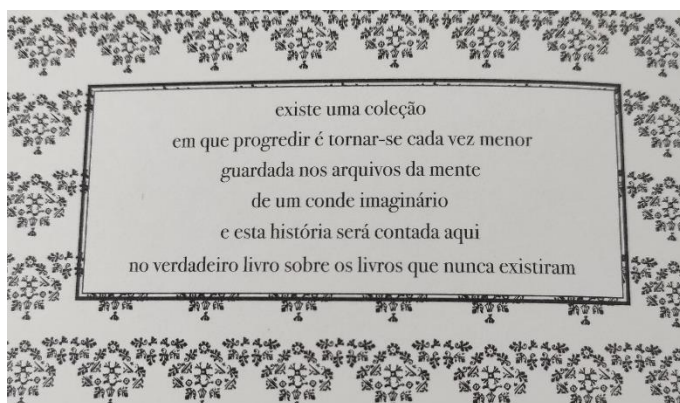 existe uma coleção
em que progredir é tornar-se cada vez menor
guardada nos arquivos da mente
de um conde imaginário
e esta história será contada aqui
no verdadeiro livro sobre os livros que nunca existiram